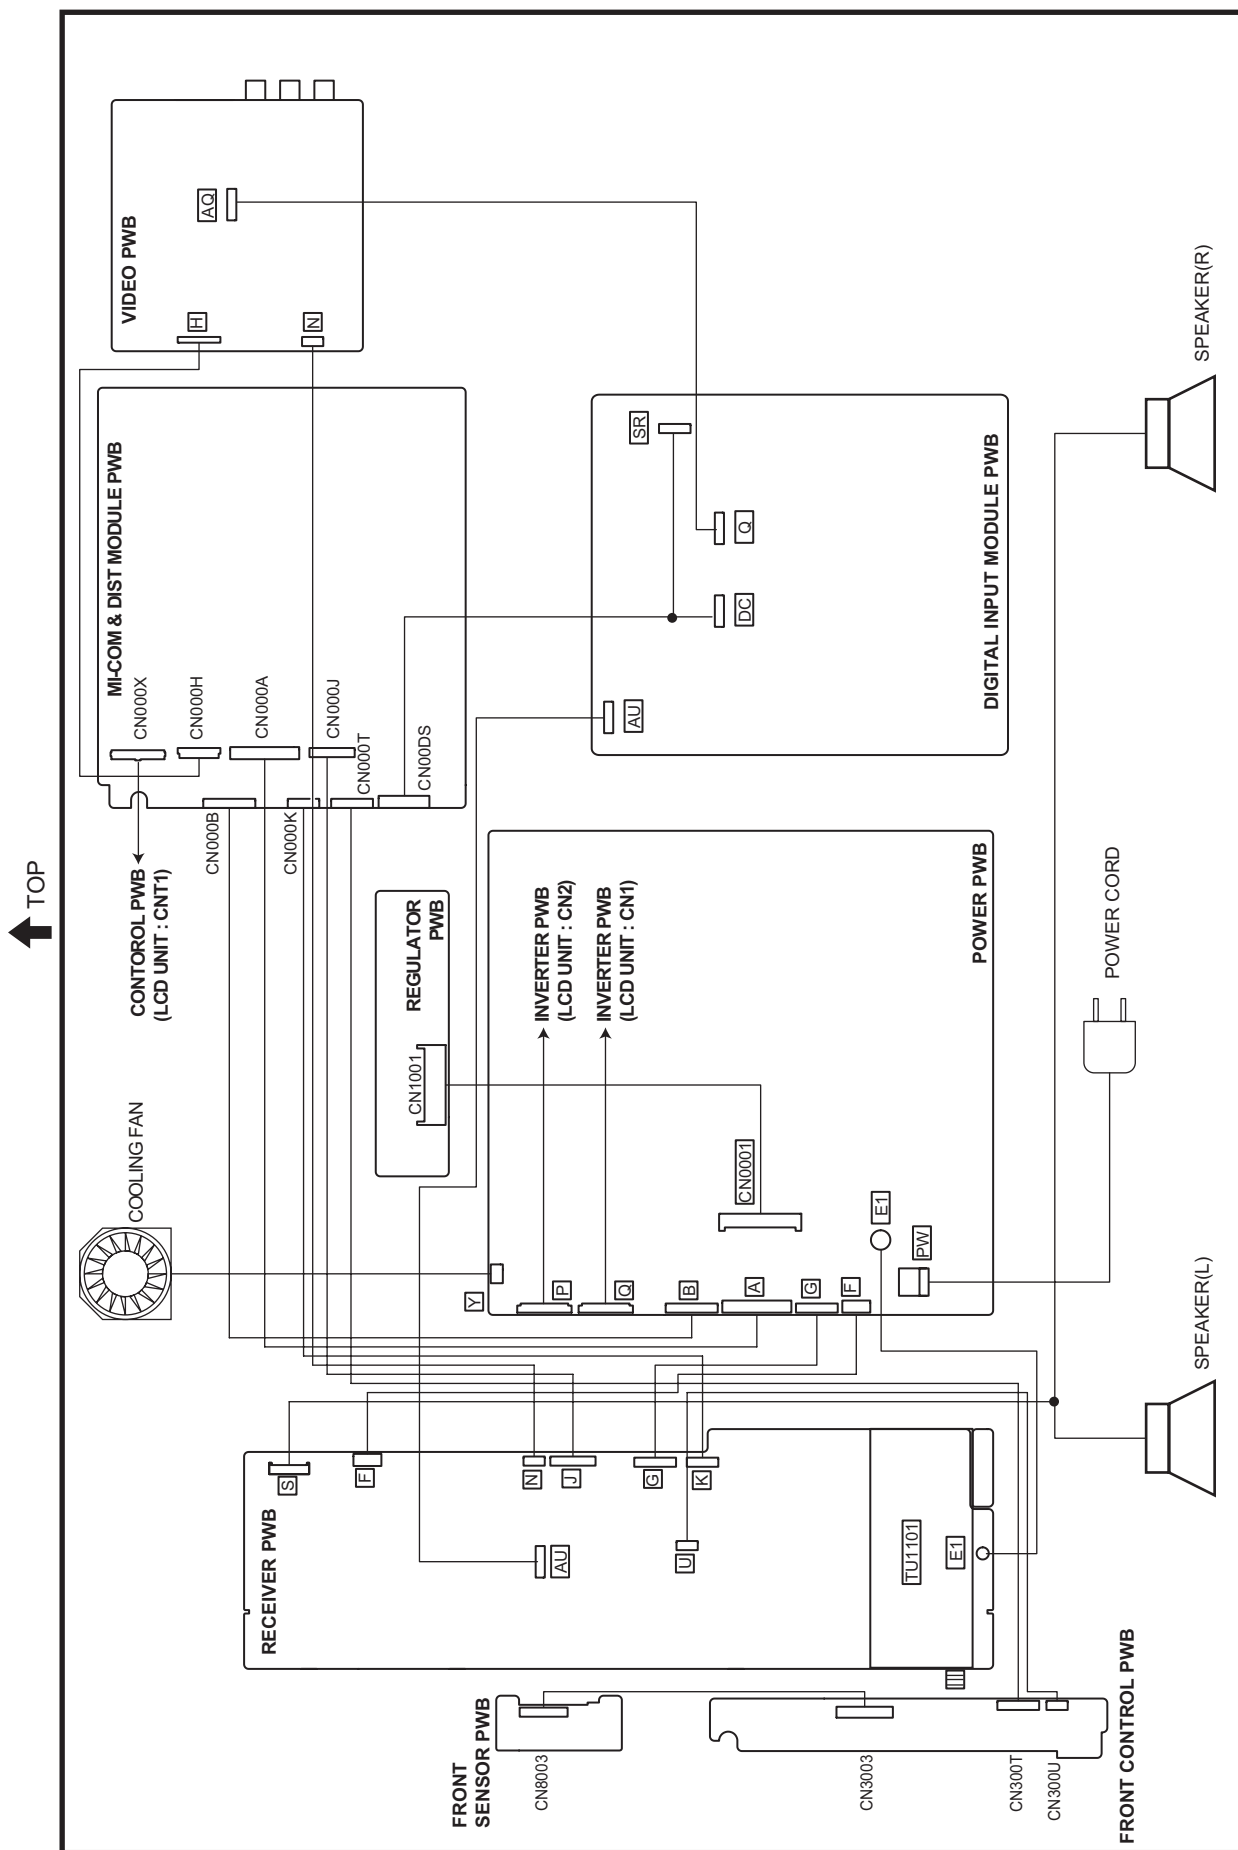 TOP
VIDEO PWB
AQ
H
N
MI-COM & DIST MODULE PWB
CN000X
CN000H
CN000A
CN000J
CN000T
CN00DS
CN000B
CN000K
CONTOROL PWB
(LCD UNIT : CNT1)
COOLING FAN
REGULATOR
PWB
CN1001
DIGITAL INPUT MODULE PWB
SR
Q
DC
AU
POWER PWB
INVERTER PWB
(LCD UNIT : CN2)
INVERTER PWB
(LCD UNIT : CN1)
CN0001
Y
P
Q
B
A
G
F
E1
PW
POWER CORD
SPEAKER(R)
SPEAKER(L)
RECEIVER PWB
S
F
N
J
G
K
AU
U
TU1101
E1
FRONT
SENSOR PWB
CN8003
CN3003
CN300T
CN300U
FRONT CONTROL PWB